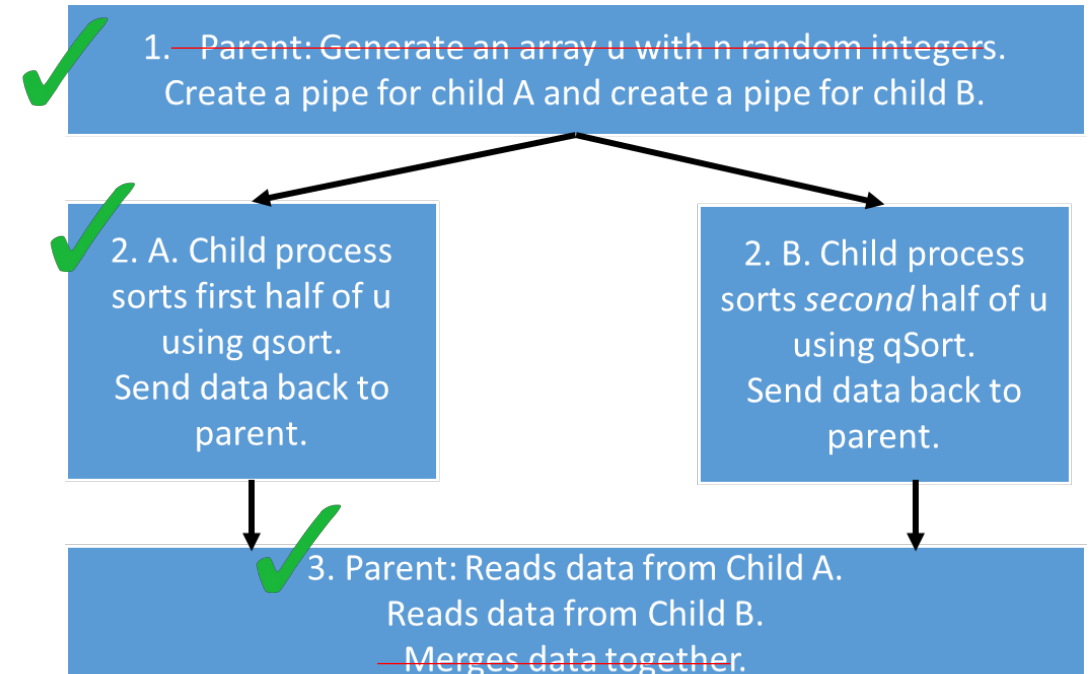 1. Parent: Generate an array u with n random integers.
Create a pipe for child A and create a pipe for child B.
2. A. Child process
sorts first half of u
using qsort.
Send data back to
parent.
2. B. Child process
sorts second half of u
using qSort.
Send data back to
parent.
3. Parent: Reads data from Child A.
Reads data from Child B.
Merges data together.